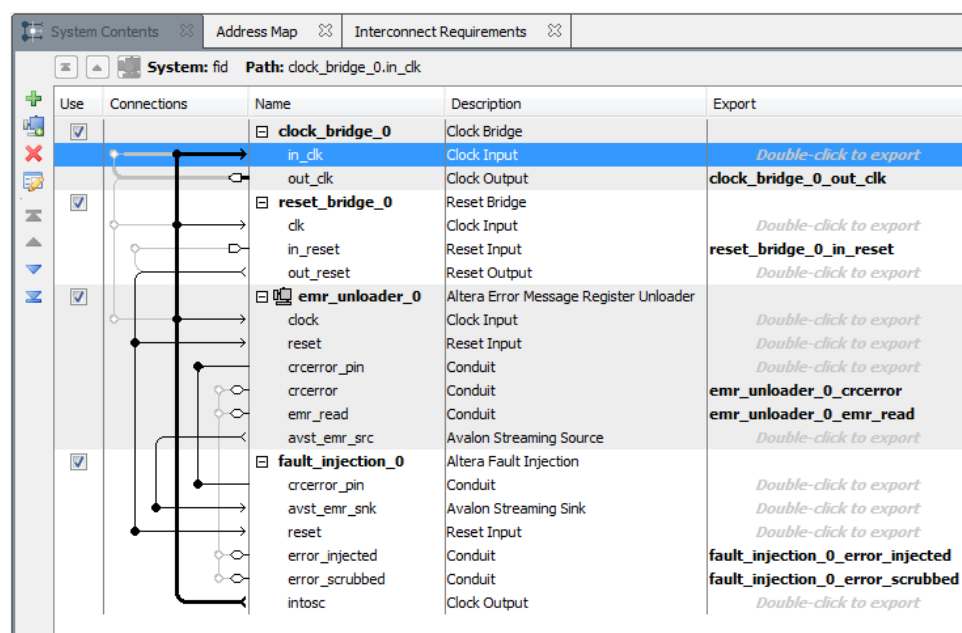 System Contents Address Map Interconnect Requirements
System: fid Path: clock_bridge_0.in_clk
Use Connections Name Description Export
clock_bridge_0 Clock Bridge
in_clk Clock Input Double-click to export
out_clk Clock Output clock_bridge_0_out_clk
reset_bridge_0 Reset Bridge
clk Clock Input Double-click to export
in_reset Reset Input reset_bridge_0_in_reset
out_reset Reset Output Double-click to export
emr_unloader_0 Altera Error Message Register Unloader
clock Clock Input Double-click to export
reset Reset Input Double-click to export
crcerror_pin Conduit Double-click to export
crcerror Conduit emr_unloader_0_crcerror
emr_read Conduit emr_unloader_0_emr_read
avst_emr_src Avalon Streaming Source Double-click to export
fault_injection_0 Altera Fault Injection
crcerror_pin Conduit Double-click to export
avst_emr_snk Avalon Streaming Sink Double-click to export
reset Reset Input Double-click to export
error_injected Conduit fault_injection_0_error_injected
error_scrubbed Conduit fault_injection_0_error_scrubbed
intosc Clock Output Double-click to export